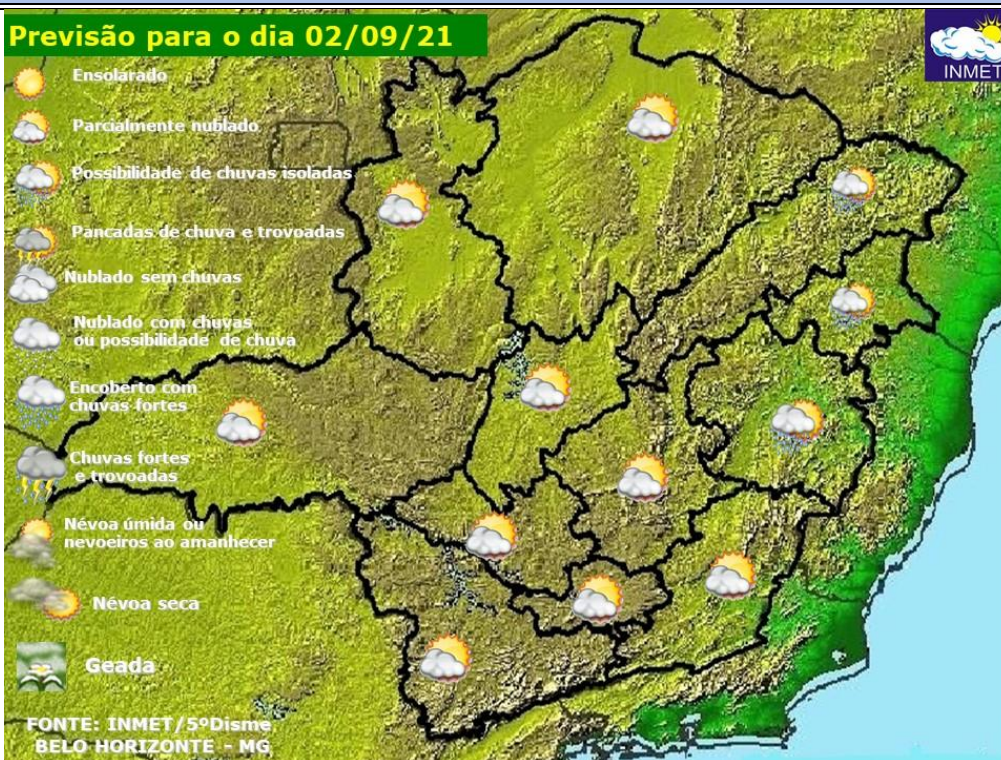 Previsão para o dia 02/09/21
INMET
Ensolarado
Parcialmente nublado
Possibilidade de chuvas isoladas
Pancadas de chuva e trovoadas
Nublado sem chuvas
Nublado com chuvas
ou possibilidade de chuva
Encoberto com
chuvas fortes
Chuvas fortes
e trovoadas
Névoa úmida ou
nevoeiros ao amanhecer
Névoa seca
Geada
FONTE: INMET/5ºDisme
BELO HORIZONTE - MG